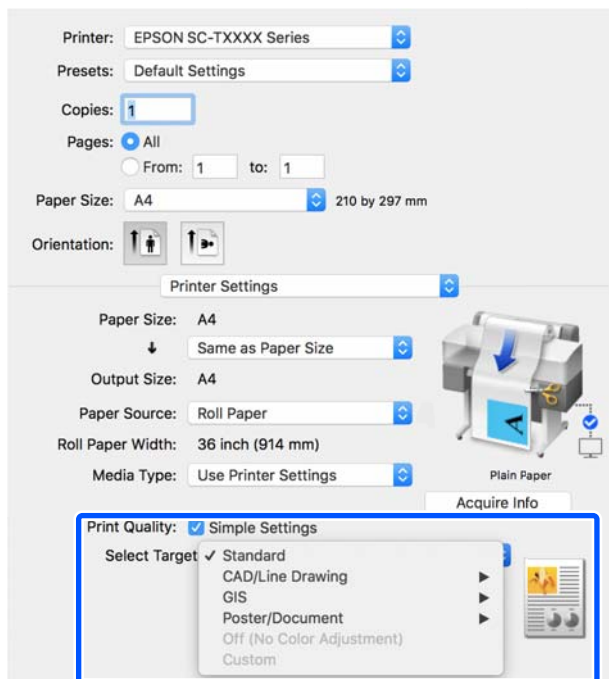 Printer: EPSON SC-TXXXX Series
Presets: Default Settings
Copies: 1
Pages: All
From: 1 to: 1
Paper Size: A4 210 by 297 mm
Orientation:
Printer Settings
Paper Size: A4
Same as Paper Size
Output Size: A4
Paper Source: Roll Paper
Roll Paper Width: 36 inch (914 mm)
Media Type: Use Printer Settings
Plain Paper
Acquire Info
Print Quality: Simple Settings
Select Target Standard
CAD/Line Drawing
GIS
Poster/Document
Off (No Color Adjustment)
Custom